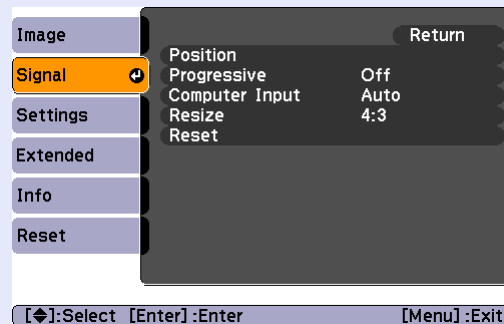 Image
Signal
Settings
Extended
Info
Reset
Return
Position
Progressive Off
Computer Input Auto
Resize 4:3
Reset
[◆]:Select [Enter]:Enter [Menu]:Exit